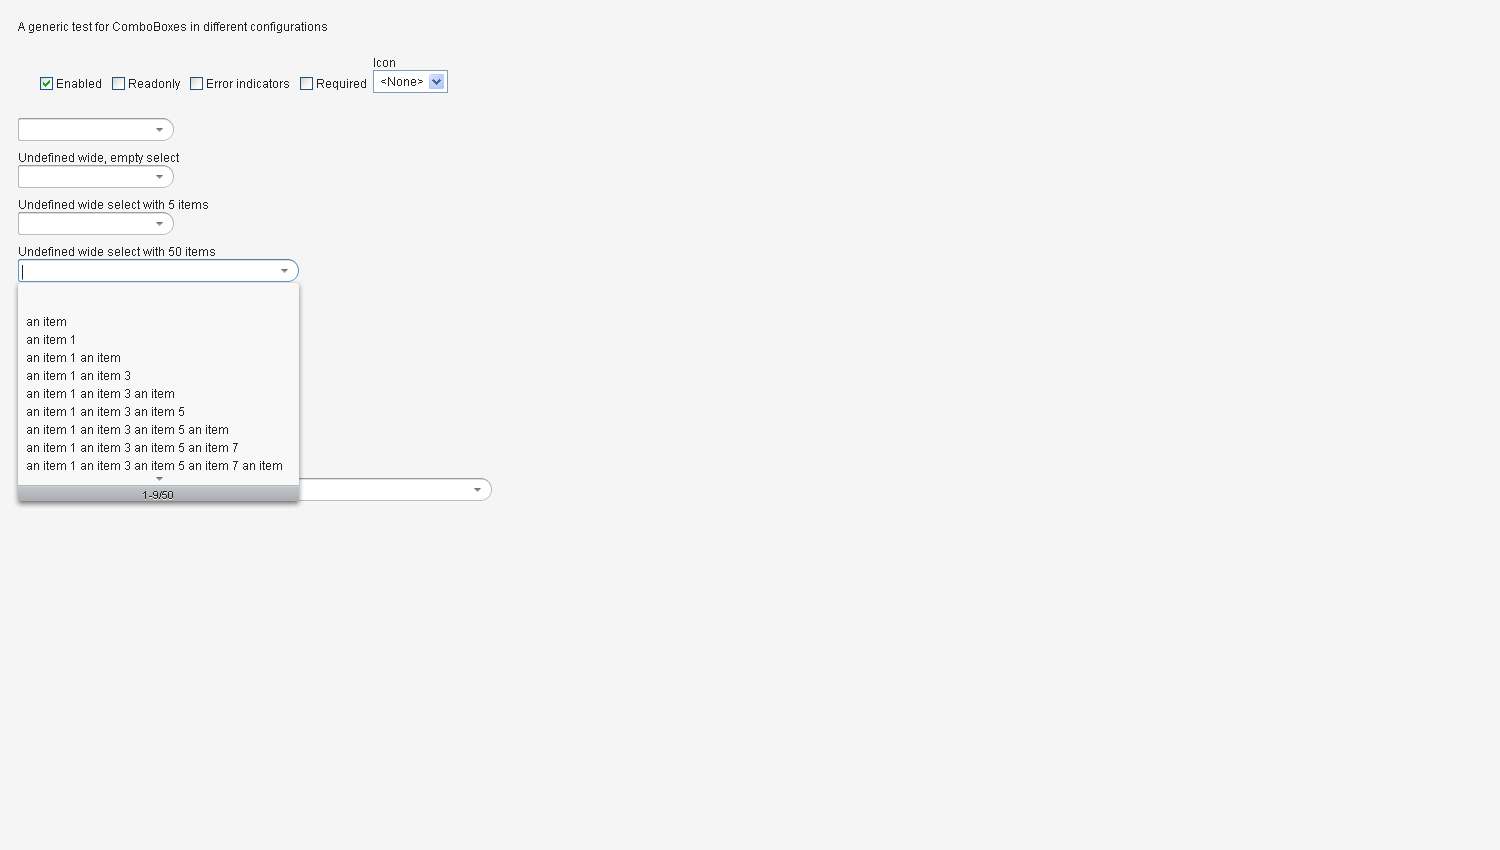 A generic test for ComboBoxes in different configurations
Icon
Enabled Readonly Error indicators Required <None>
Undefined wide, empty select
Undefined wide select with 5 items
Undefined wide select with 50 items
an item
an item 1
an item 1 an item
an item 1 an item 3
an item 1 an item 3 an item
an item 1 an item 3 an item 5
an item 1 an item 3 an item 5 an item
an item 1 an item 3 an item 5 an item 7
an item 1 an item 3 an item 5 an item 7 an item
1-9/50